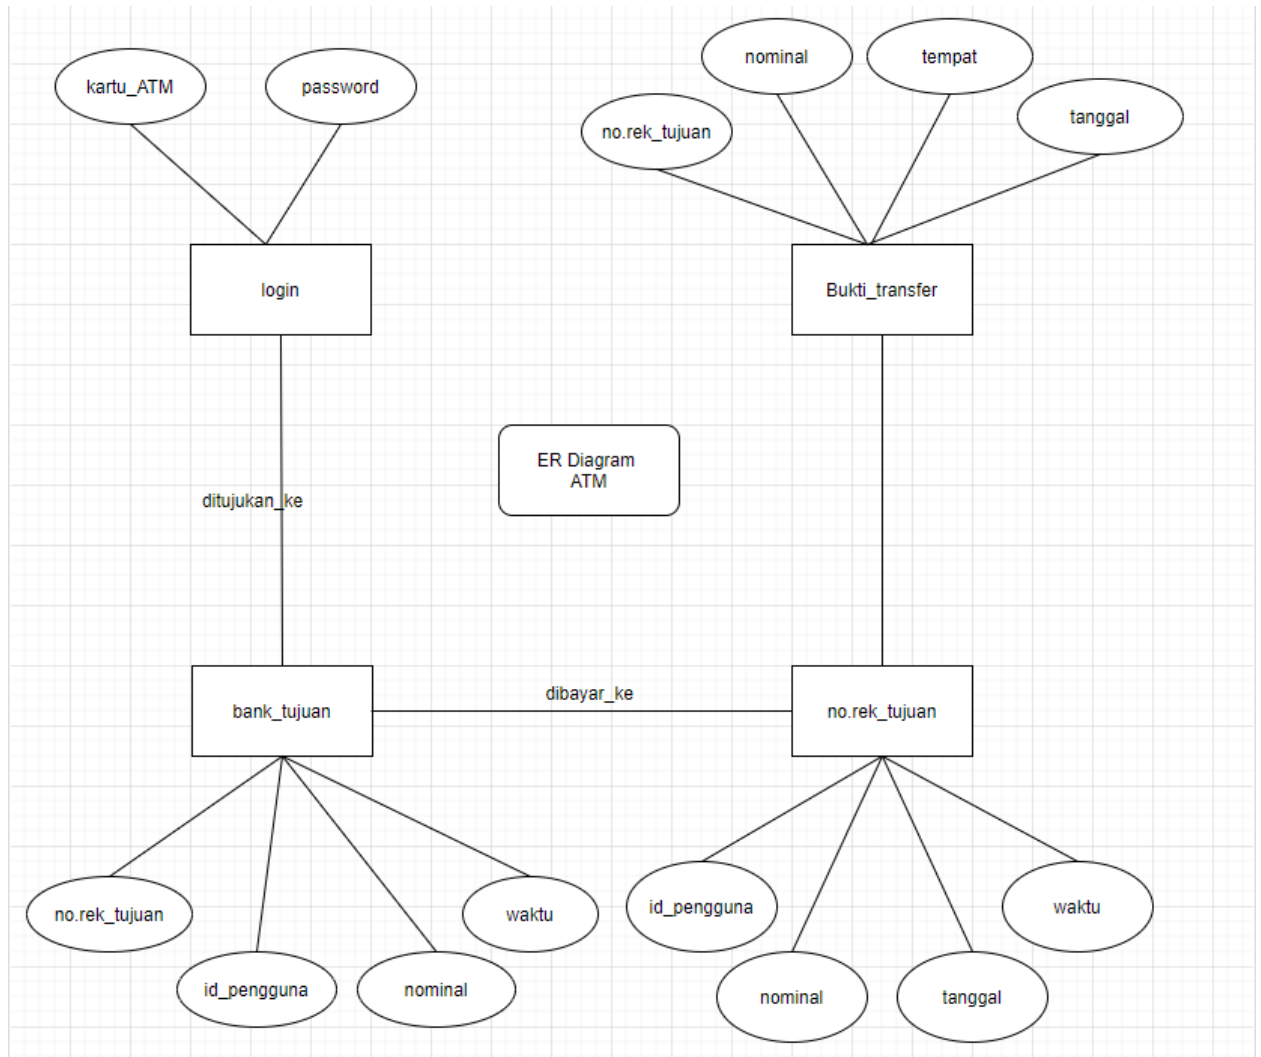 nominal
tempat
kartu_ATM
password
tanggal
no.rek_tujuan
login
Bukti_transfer
ER Diagram
ATM
ditujukan_ke
dibayar_ke
bank_tujuan
no.rek_tujuan
no.rek_tujuan
waktu
id_pengguna
waktu
id_pengguna
nominal
nominal
tanggal